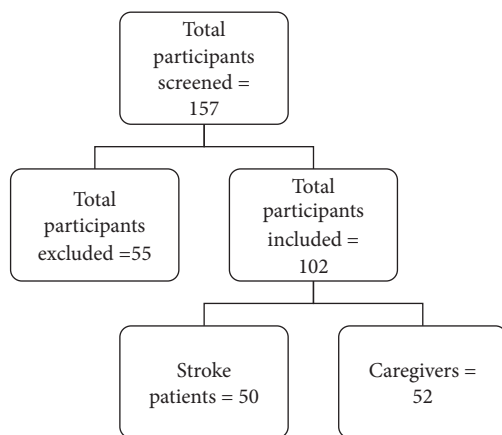 Total
participants
screened =
157
Total
participants
excluded =55
Total
participants
included =
102
Stroke
patients = 50
Caregivers =
52